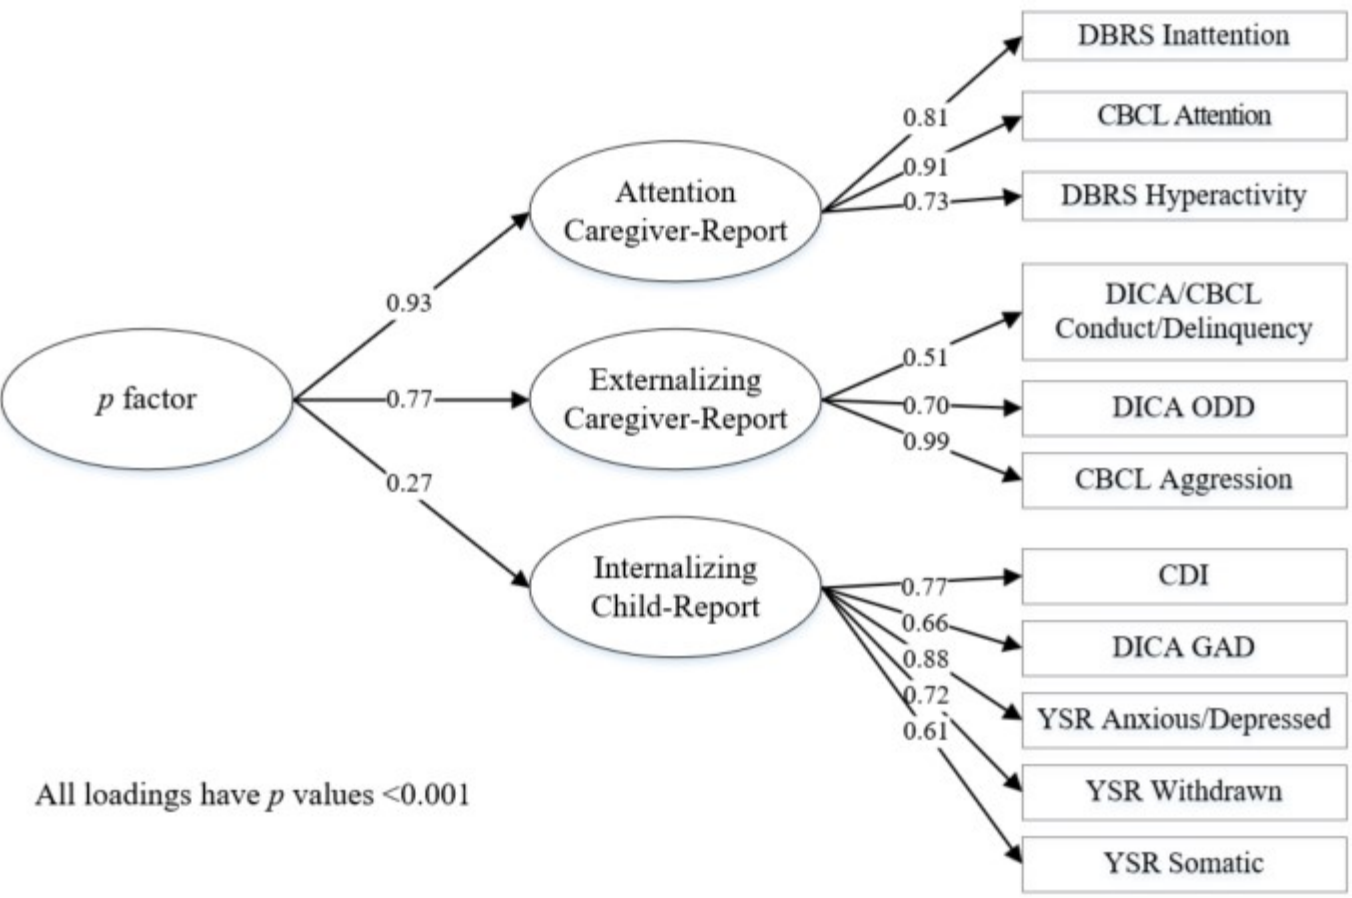 p factor
0.93
0.77
0.27
Attention
Caregiver-Report
Externalizing
Caregiver-Report
Internalizing
Child-Report
0.81
0.91
0.73
0.51
0.70
0.99
0.77
0.66
0.88
0.72
0.61
DBRS Inattention
CBCL Attention
DBRS Hyperactivity
DICA/CBCL
Conduct/Delinquency
DICA ODD
CBCL Aggression
CDI
DICA GAD
YSR Anxious/Depressed
YSR Withdrawn
YSR Somatic
All loadings have p values <0.001